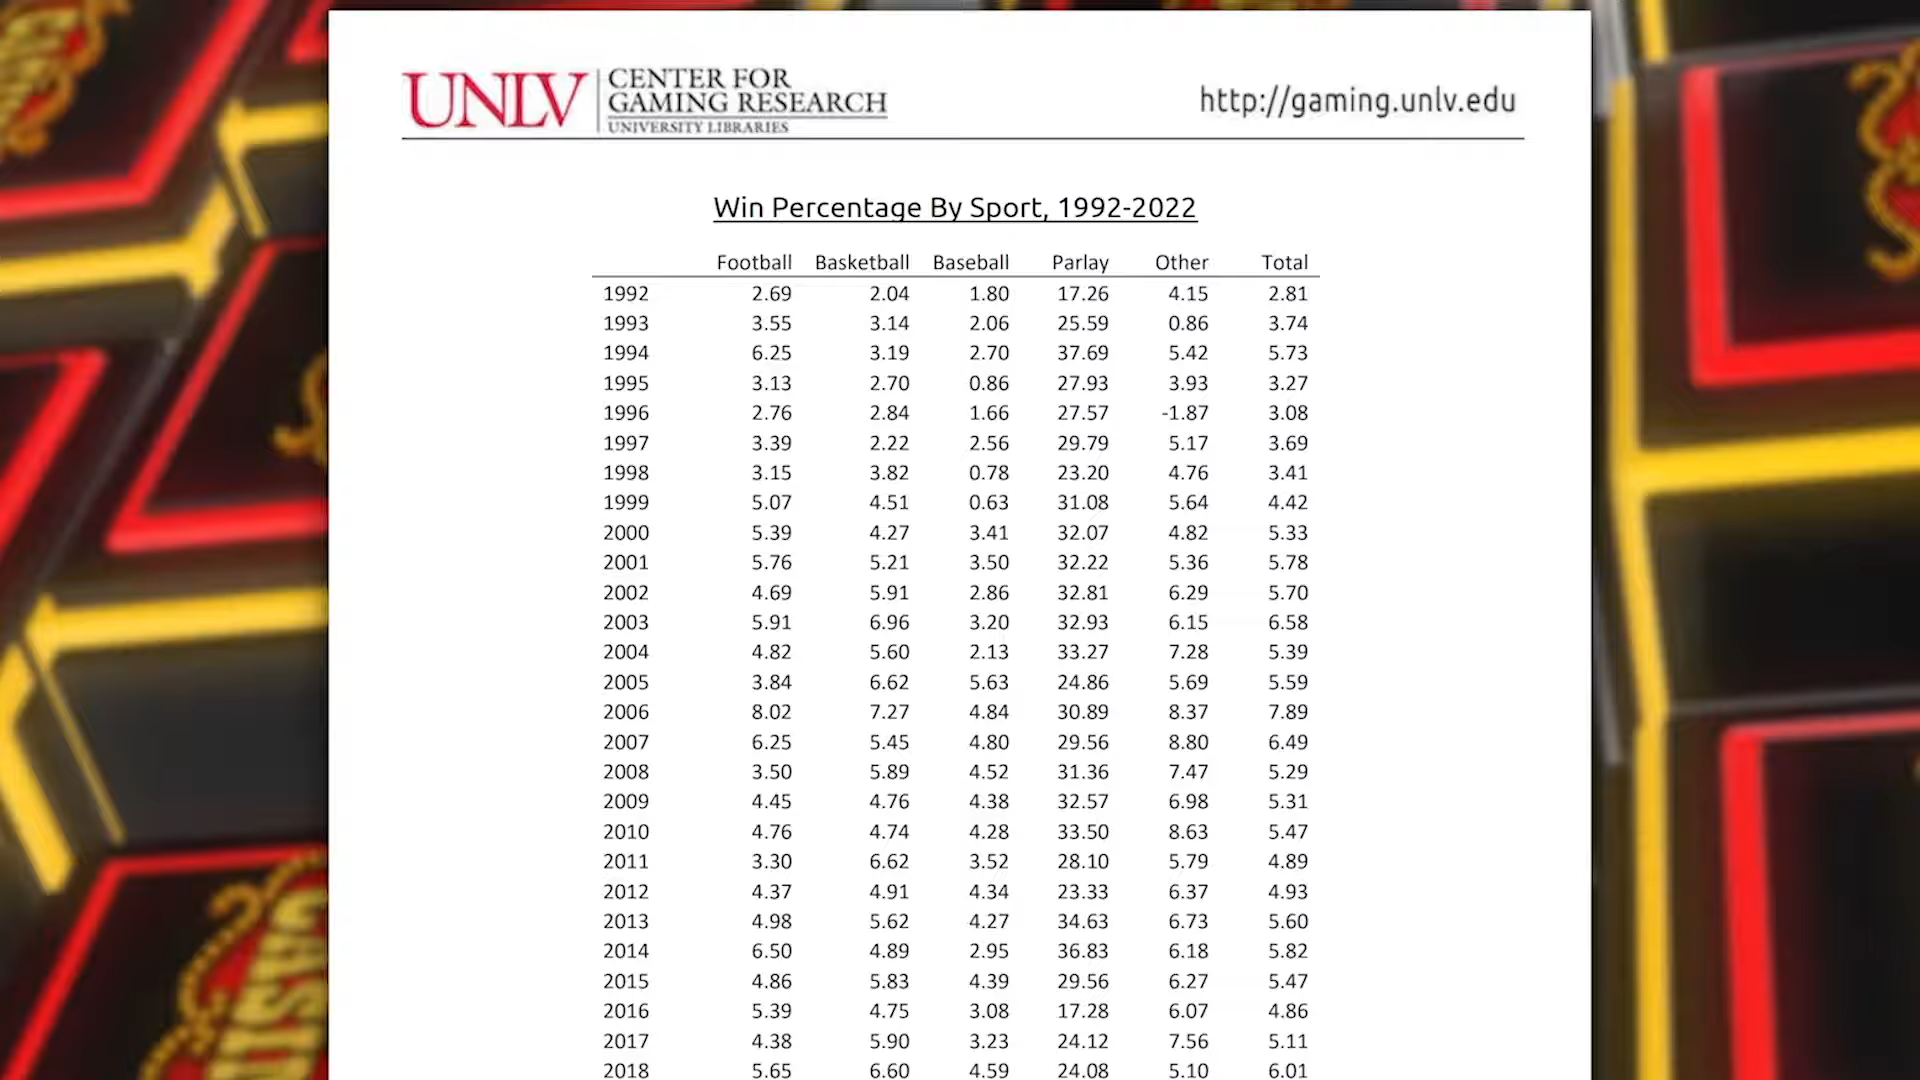 UNLV CENTER FOR
GAMING RESEARCH
UNIVERSITY LIBRARIES
http://gaming.unlv.edu
Win Percentage By Sport, 1992-2022
Football Basketball Baseball Parlay Other Total
1992 2.69 2.04 1.80 17.26 4.15 2.81
1993 3.55 3.14 2.06 25.59 0.86 3.74
1994 6.25 3.19 2.70 37.69 5.42 5.73
1995 3.13 2.70 0.86 27.93 3.93 3.27
1996 2.76 2.84 1.66 27.57 -1.87 3.08
1997 3.39 2.22 2.56 29.79 5.17 3.69
1998 3.15 3.82 0.78 23.20 4.76 3.41
1999 5.07 4.51 0.63 31.08 5.64 4.42
2000 5.39 4.27 3.41 32.07 4.82 5.33
2001 5.76 5.21 3.50 32.22 5.36 5.78
2002 4.69 5.91 2.86 32.81 6.29 5.70
2003 5.91 6.96 3.20 32.93 6.15 6.58
2004 4.82 5.60 2.13 33.27 7.28 5.39
2005 3.84 6.62 5.63 24.86 5.69 5.59
2006 8.02 7.27 4.84 30.89 8.37 7.89
2007 6.25 5.45 4.80 29.56 8.80 6.49
2008 3.50 5.89 4.52 31.36 7.47 5.29
2009 4.45 4.76 4.38 32.57 6.98 5.31
2010 4.76 4.74 4.28 33.50 8.63 5.47
2011 3.30 6.62 3.52 28.10 5.79 4.89
2012 4.37 4.91 4.34 23.33 6.37 4.93
2013 4.98 5.62 4.27 34.63 6.73 5.60
2014 6.50 4.89 2.95 36.83 6.18 5.82
2015 4.86 5.83 4.39 29.56 6.27 5.47
2016 5.39 4.75 3.08 17.28 6.07 4.86
2017 4.38 5.90 3.23 24.12 7.56 5.11
2018 5.65 6.60 4.59 24.08 5.10 6.01